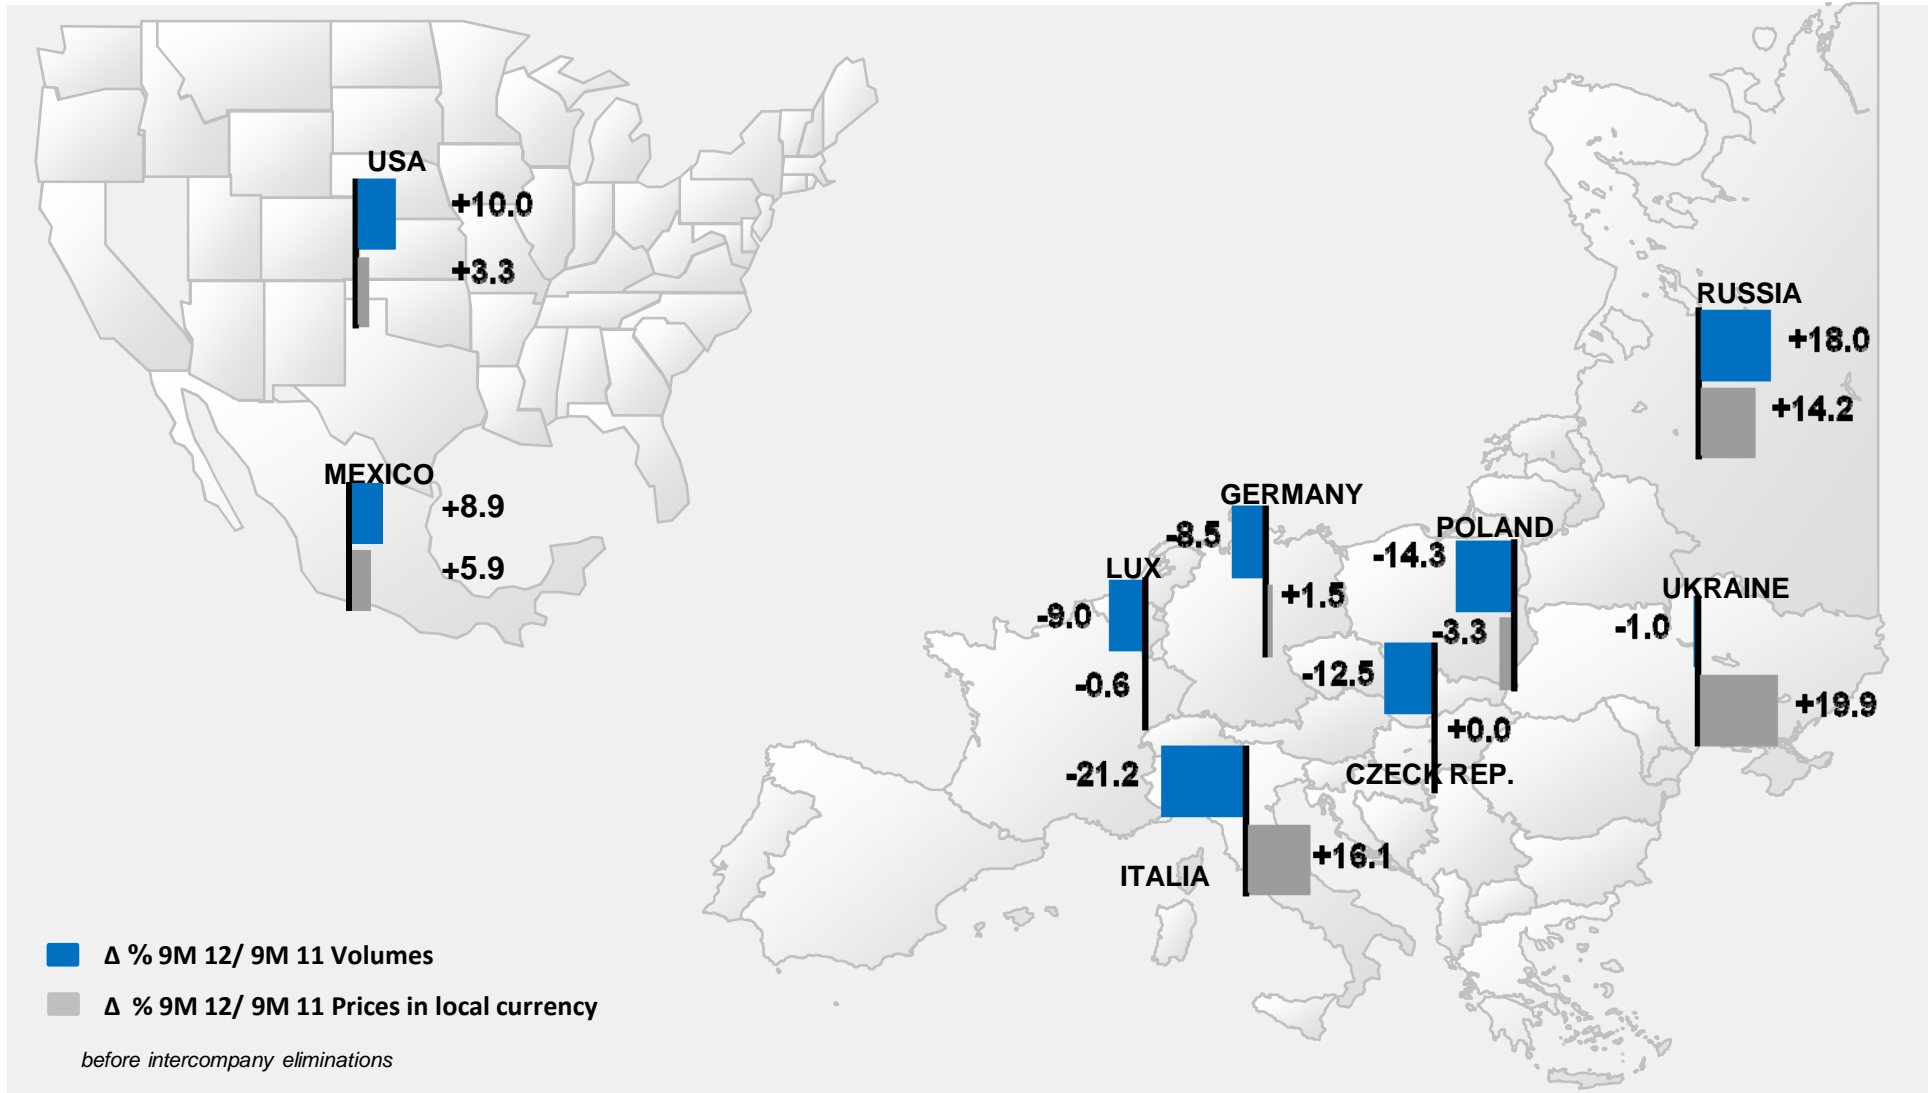 USA
+10.0
+3.3
MEXICO
+8.9
+5.9
RUSSIA
+18.0
+14.2
GERMANY
-8.5
+1.5
POLAND
-14.3
-3.3
LUX
-9.0
-0.6
UKRAINE
-1.0
+19.9
-12.5
+0.0
CZECK REP.
-21.2
+16.1
ITALIA
Δ % 9M 12/ 9M 11 Volumes
Δ % 9M 12/ 9M 11 Prices in local currency
before intercompany eliminations